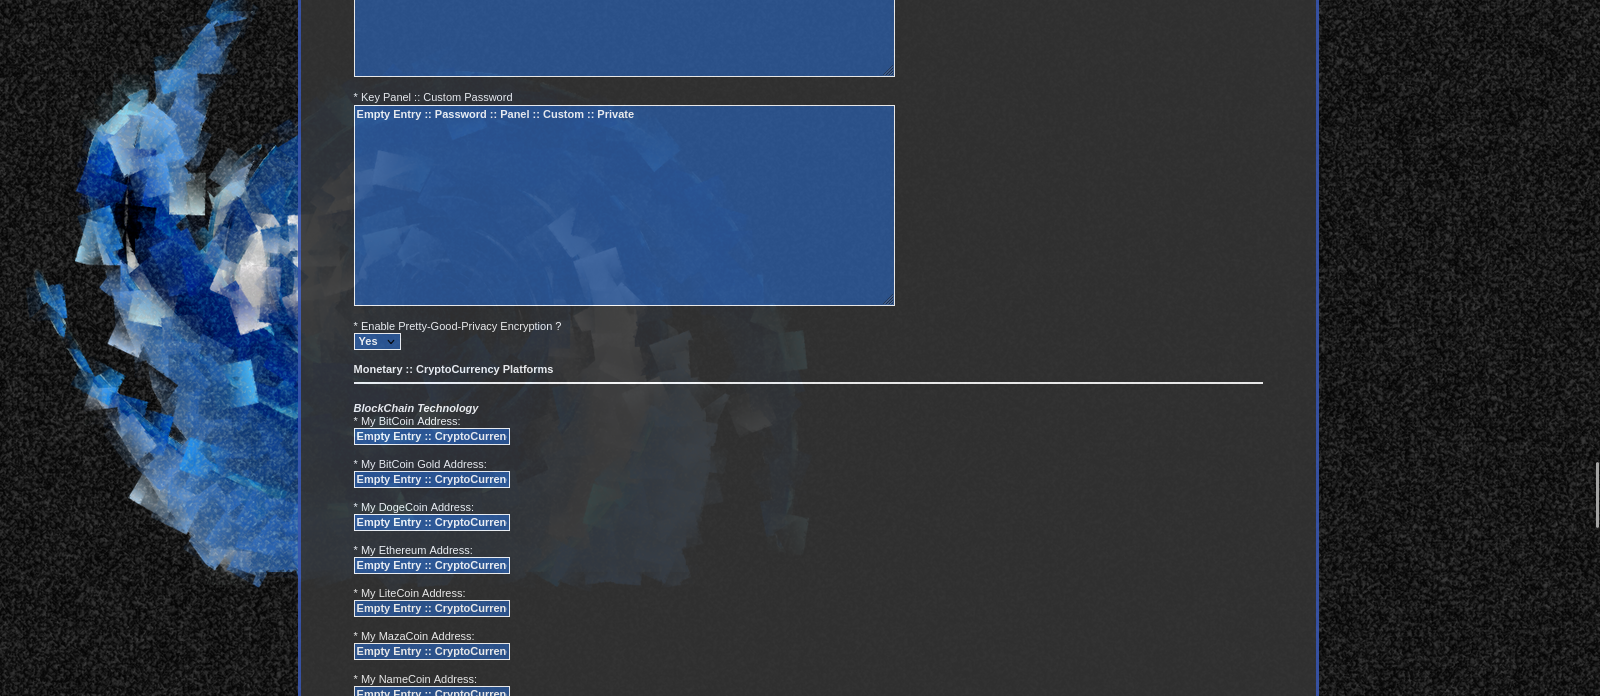 * Key Panel :: Custom Password
Empty Entry :: Password :: Panel :: Custom :: Private
* Enable Pretty-Good-Privacy Encryption ?
Yes
Monetary :: CryptoCurrency Platforms
BlockChain Technology
* My BitCoin Address:
Empty Entry :: CryptoCurren
* My BitCoin Gold Address:
Empty Entry :: CryptoCurren
* My DogeCoin Address:
Empty Entry :: CryptoCurren
* My Ethereum Address:
Empty Entry :: CryptoCurren
* My LiteCoin Address:
Empty Entry :: CryptoCurren
* My MazaCoin Address:
Empty Entry :: CryptoCurren
* My NameCoin Address:
Empty Entry :: CryptoCurren